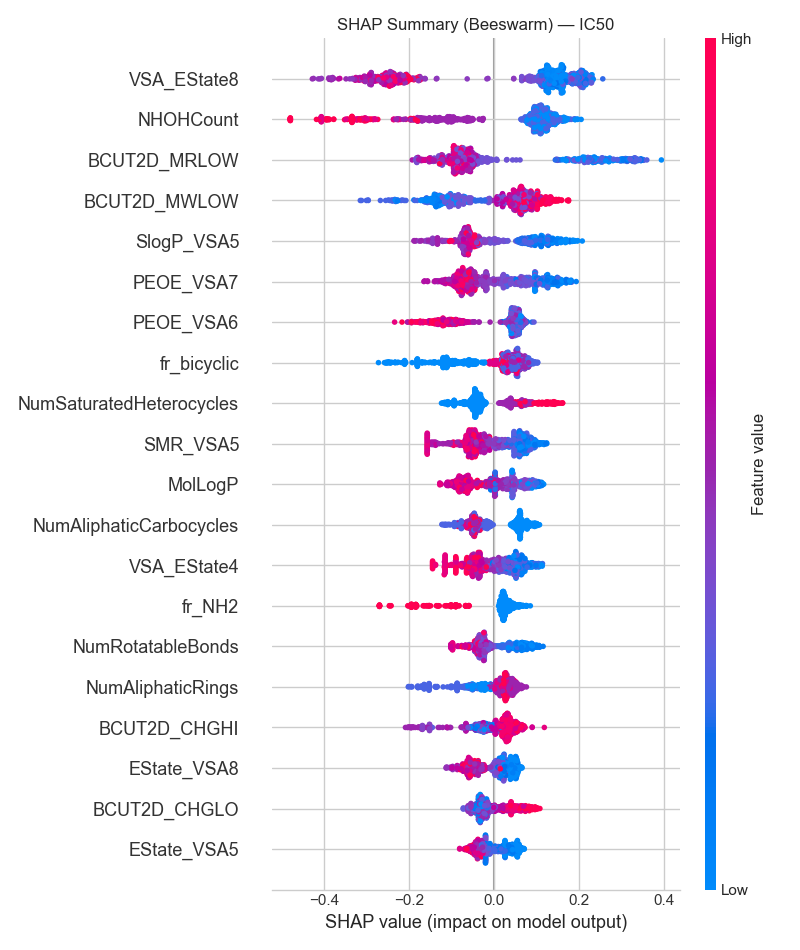 SHAP Summary (Beeswarm) — IC50
High
VSA_EState8
NHOHCount
BCUT2D_MRLOW
BCUT2D_MWLOW
SlogP_VSA5
PEOE_VSA7
PEOE_VSA6
fr_bicyclic
NumSaturatedHeterocycles
SMR_VSA5
MolLogP
NumAliphaticCarbocycles
VSA_EState4
fr_NH2
NumRotatableBonds
NumAliphaticRings
BCUT2D_CHGHI
EState_VSA8
BCUT2D_CHGLO
EState_VSA5
Feature value
Low
−0.4 −0.2 0.0 0.2 0.4
SHAP value (impact on model output)